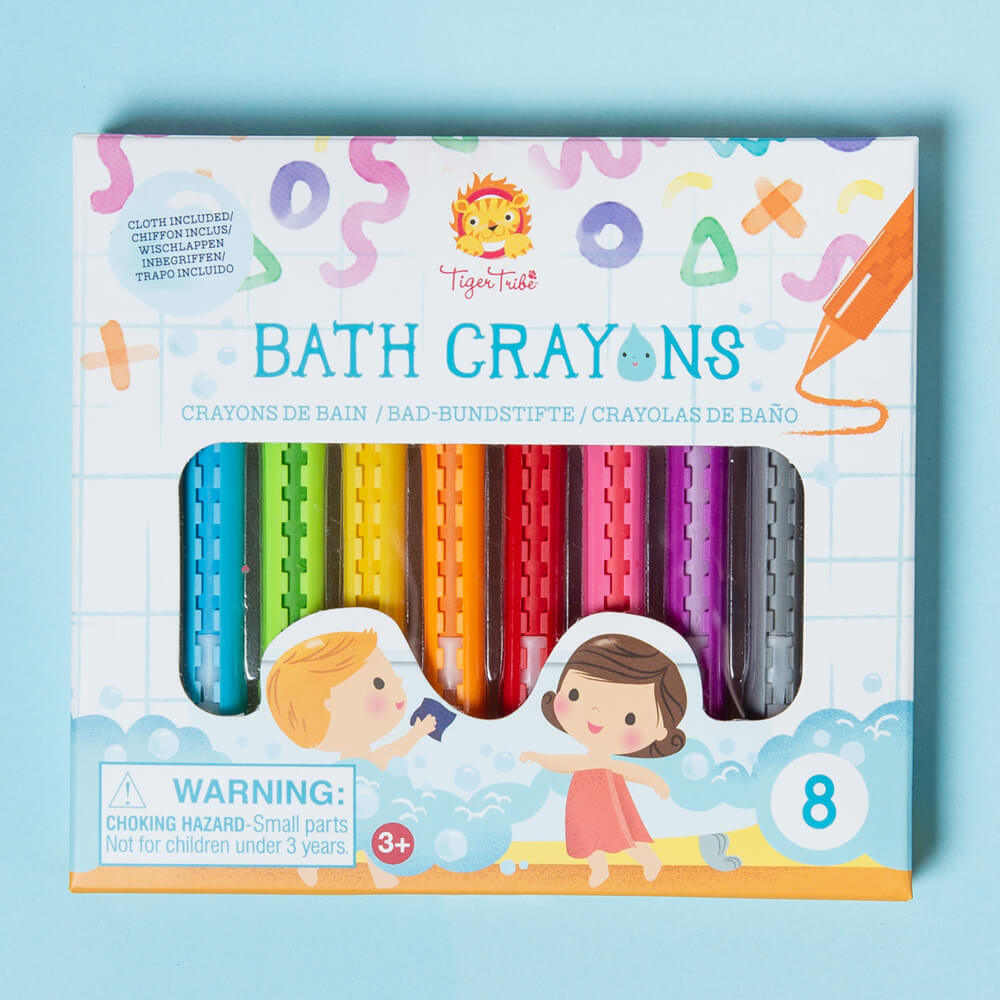 CLOTH INCLUDED/
CHIFFON INCLUS/
WISCHLAPPEN
INBEGRIFFEN/
TRAPO INCLUIDO
Tiger Tribe
BATH CRAYONS
CRAYONS DE BAIN / BAD-BUNDSTIFTE / CRAYOLAS DE BAÑO
WARNING:
CHOKING HAZARD-Small parts
Not for children under 3 years.
3+
8